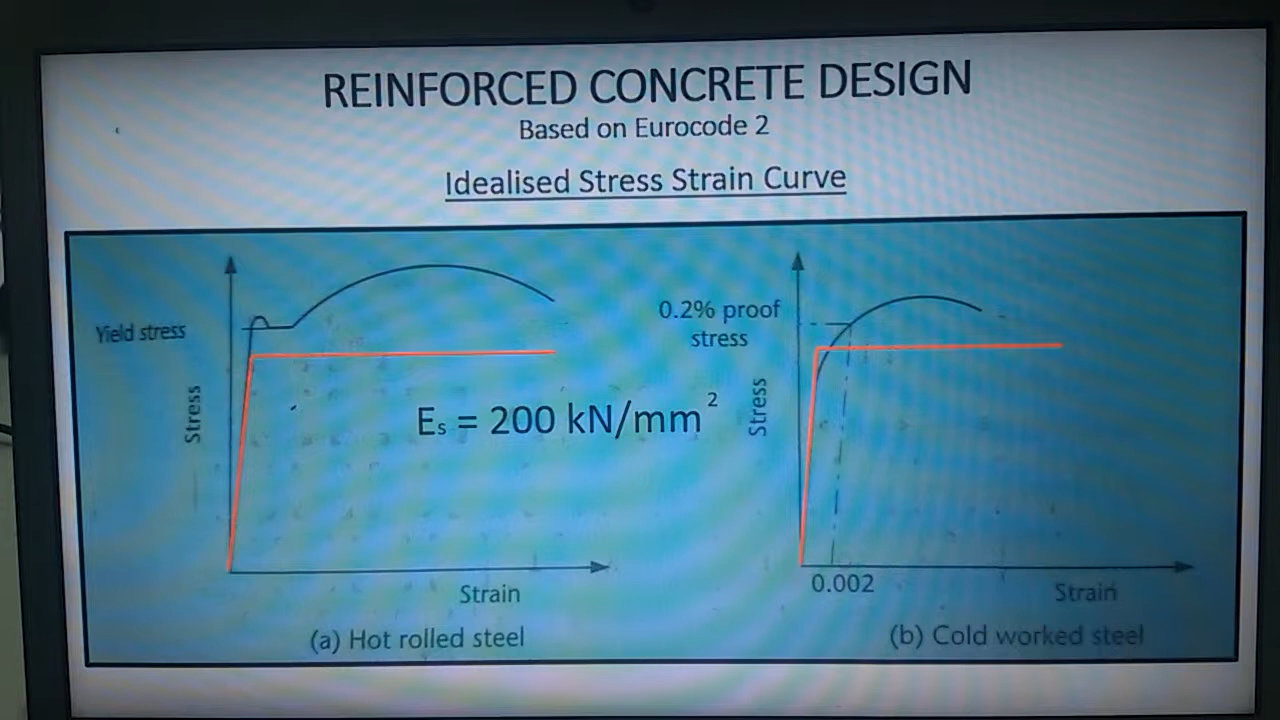 REINFORCED CONCRETE DESIGN
Based on Eurocode 2
Idealised Stress Strain Curve
Yield stress
Stress
Es = 200 kN/mm²
Strain
(a) Hot rolled steel
0.2% proof
stress
Stress
0.002
Strain
(b) Cold worked steel